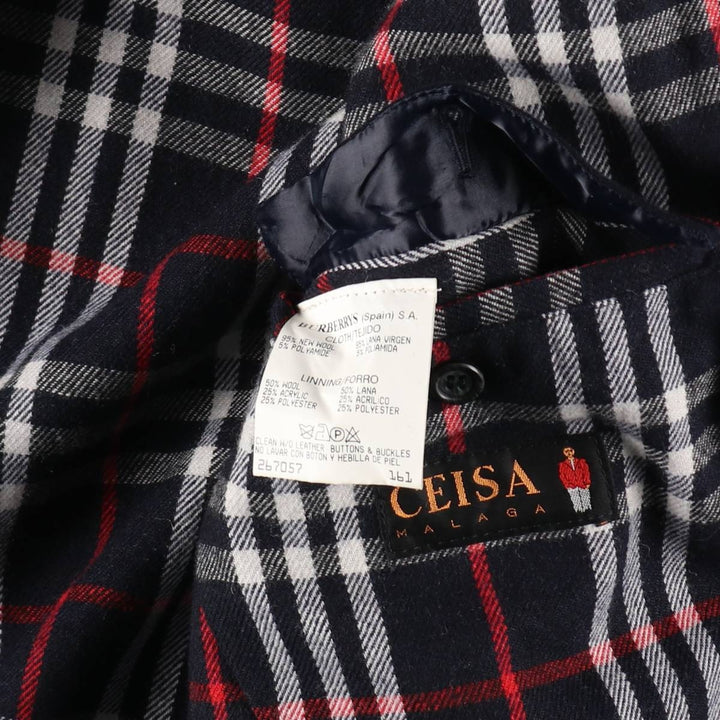 BURBERRYS (Spain) S.A.
CLOTH/TEJIDO
95% NEW WOOL 95% LANA VIRGEN
5% POLYAMIDE 5% POLIAMIDA
LINNING/FORRO
50% WOOL 50% LANA
25% ACRYLIC 25% ACRILICO
25% POLYESTER 25% POLYESTER
CLEAN W/O LEATHER BUTTONS & BUCKLES
NO LAVAR CON BOTON Y HEBILLA DE PIEL
267057 161
CEISA
MALAGA